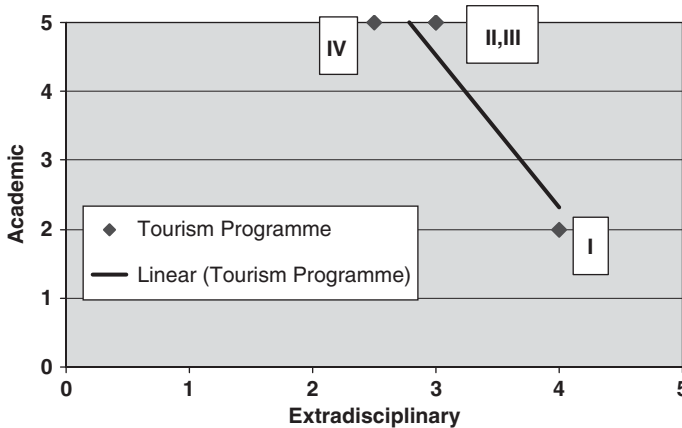 5
IV
II,III
4
3
Academic
2
Tourism Programme
I
Linear (Tourism Programme)
1
0
0 1 2 3 4 5
Extradisciplinary